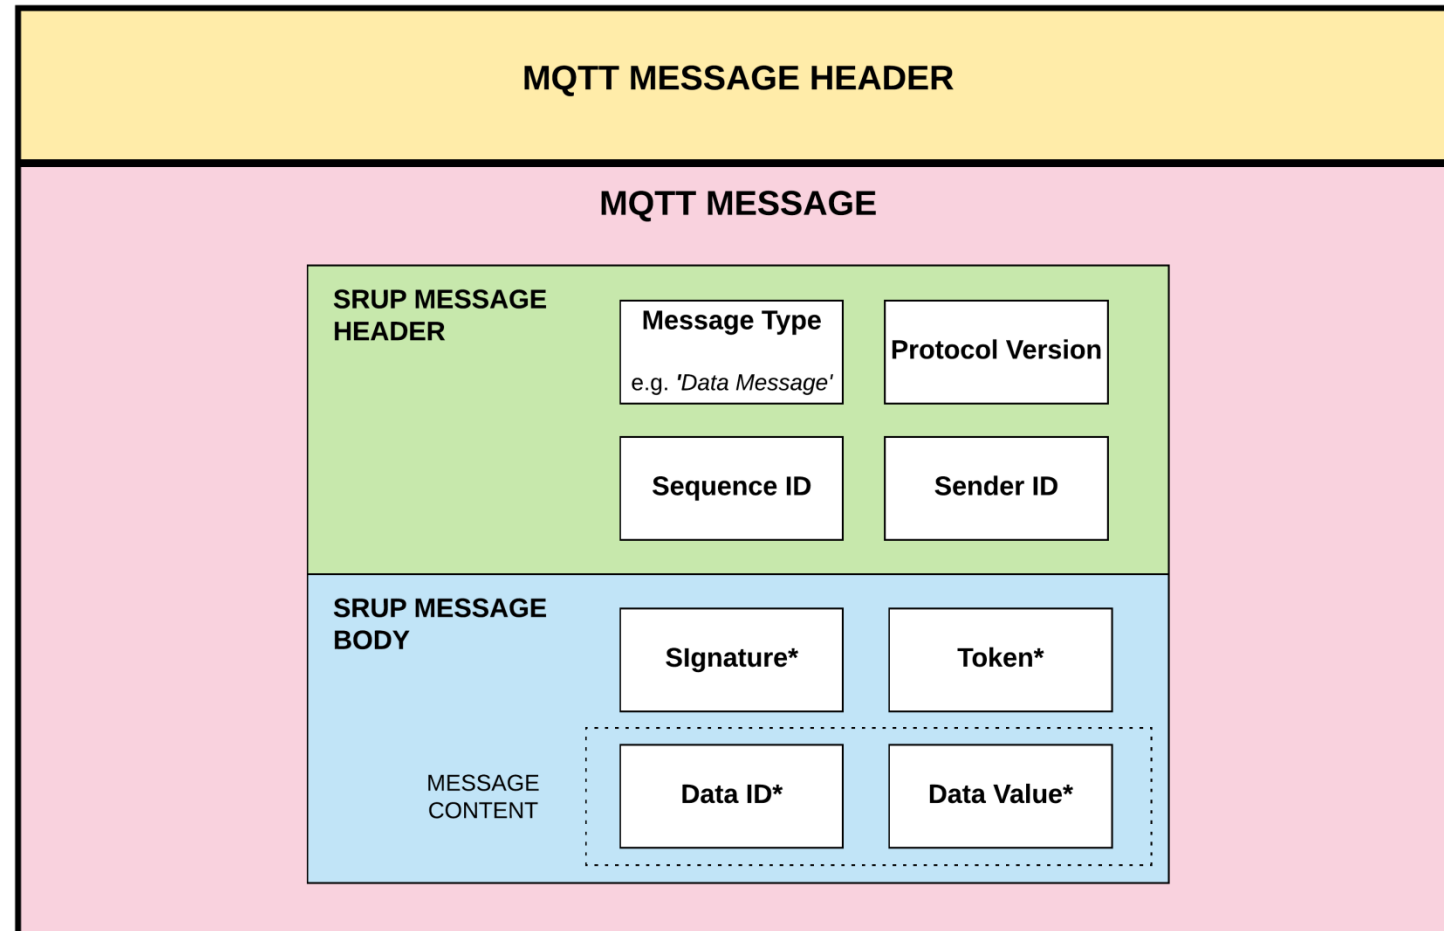 MQTT MESSAGE HEADER
MQTT MESSAGE
SRUP MESSAGE
HEADER
Message Type
e.g. 'Data Message'
Protocol Version
Sequence ID
Sender ID
SRUP MESSAGE
BODY
SIgnature*
Token*
MESSAGE
CONTENT
Data ID*
Data Value*